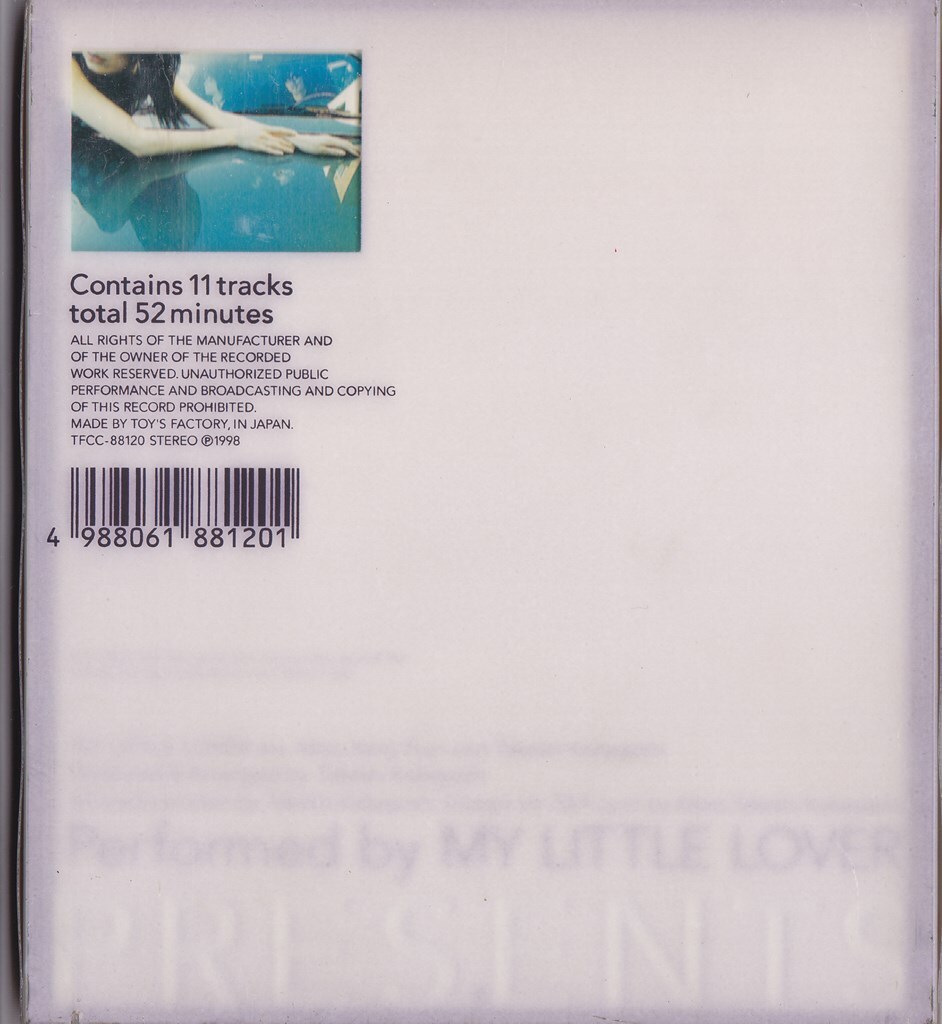 Contains 11 tracks
total 52 minutes
ALL RIGHTS OF THE MANUFACTURER AND
OF THE OWNER OF THE RECORDED
WORK RESERVED. UNAUTHORIZED PUBLIC
PERFORMANCE AND BROADCASTING AND COPYING
OF THIS RECORD PROHIBITED.
MADE BY TOY'S FACTORY, IN JAPAN.
TFCC-88120 STEREO ℗1998
4 988061 881201
Performed by MY LITTLE LOVER
PRESENTS